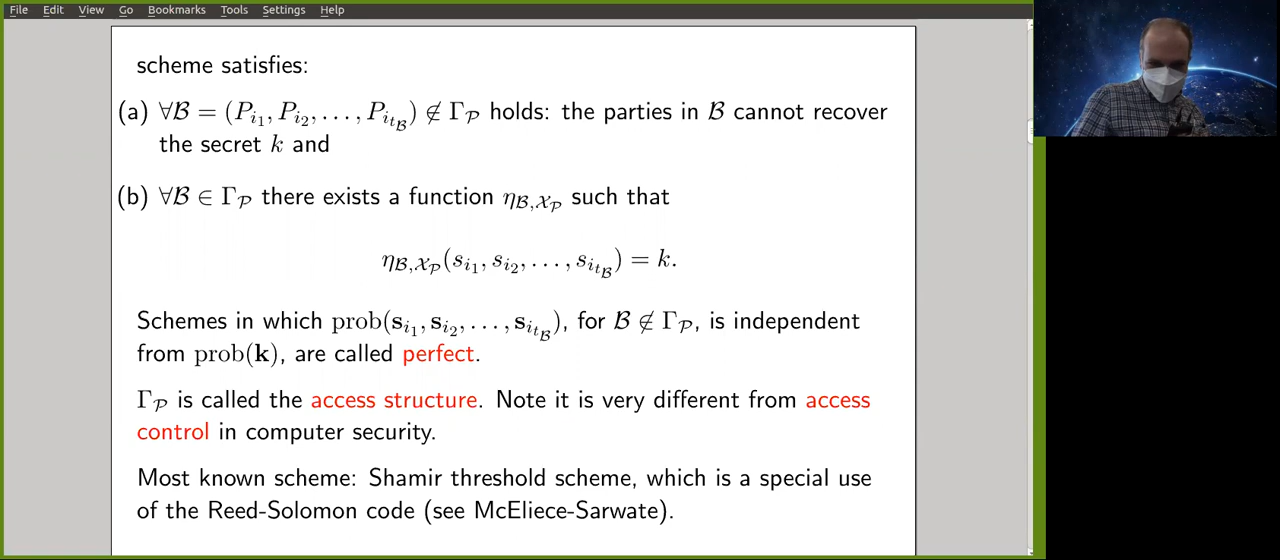 File Edit View Go Bookmarks Tools Settings Help
scheme satisfies:
(a) ∀ℬ = (P_{i_1}, P_{i_2}, . . . , P_{i_{t_ℬ}}) ∉ Γ_𝒫 holds: the parties in ℬ cannot recover
the secret k and
(b) ∀ℬ ∈ Γ_𝒫 there exists a function η_{ℬ,𝒳_𝒫} such that
η_{ℬ,𝒳_𝒫}(s_{i_1}, s_{i_2}, . . . , s_{i_{t_ℬ}}) = k.
Schemes in which prob(𝐬_{i_1}, 𝐬_{i_2}, . . . , 𝐬_{i_{t_ℬ}}), for ℬ ∉ Γ_𝒫, is independent
from prob(𝐤), are called perfect.
Γ_𝒫 is called the access structure. Note it is very different from access
control in computer security.
Most known scheme: Shamir threshold scheme, which is a special use
of the Reed-Solomon code (see McEliece-Sarwate).